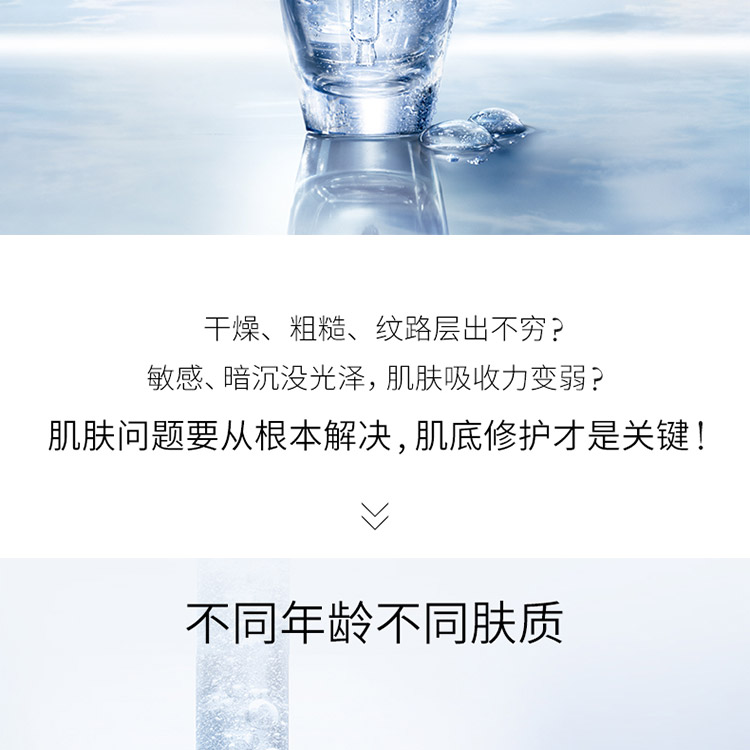 干燥、粗糙、纹路层出不穷?
敏感、暗沉没光泽,肌肤吸收力变弱?
肌肤问题要从根本解决,肌底修护才是关键!
不同年龄不同肤质